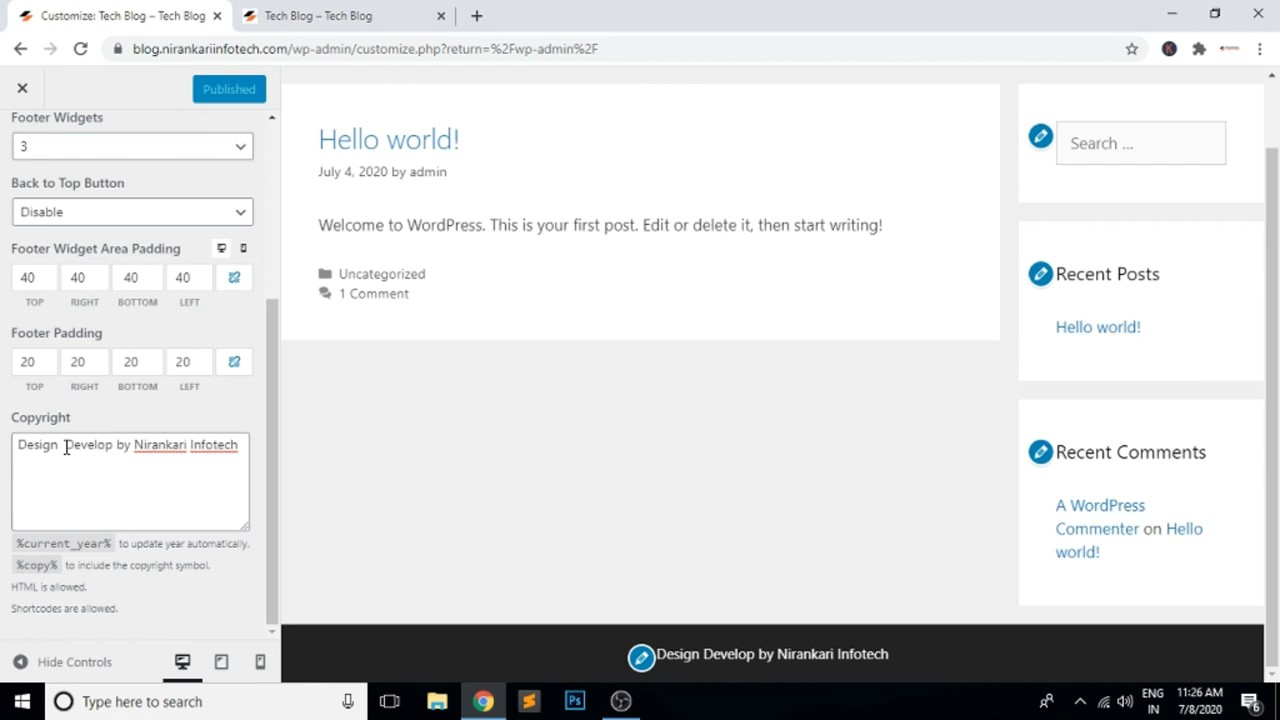 Customize: Tech Blog – Tech Blog
Tech Blog – Tech Blog
blog.nirankariinfotech.com/wp-admin/customize.php?return=%2Fwp-admin%2F
Published
Footer Widgets
3
Back to Top Button
Disable
Footer Widget Area Padding
40 40 40 40
TOP RIGHT BOTTOM LEFT
Footer Padding
20 20 20 20
TOP RIGHT BOTTOM LEFT
Copyright
Design Develop by Nirankari Infotech
%current_year% to update year automatically.
%copy% to include the copyright symbol.
HTML is allowed.
Shortcodes are allowed.
Hide Controls
Hello world!
July 4, 2020 by admin
Welcome to WordPress. This is your first post. Edit or delete it, then start writing!
Uncategorized
1 Comment
Search ...
Recent Posts
Hello world!
Recent Comments
A WordPress
Commenter on Hello
world!
Design Develop by Nirankari Infotech
Type here to search
Ps
ENG
IN
11:26 AM
7/8/2020
6